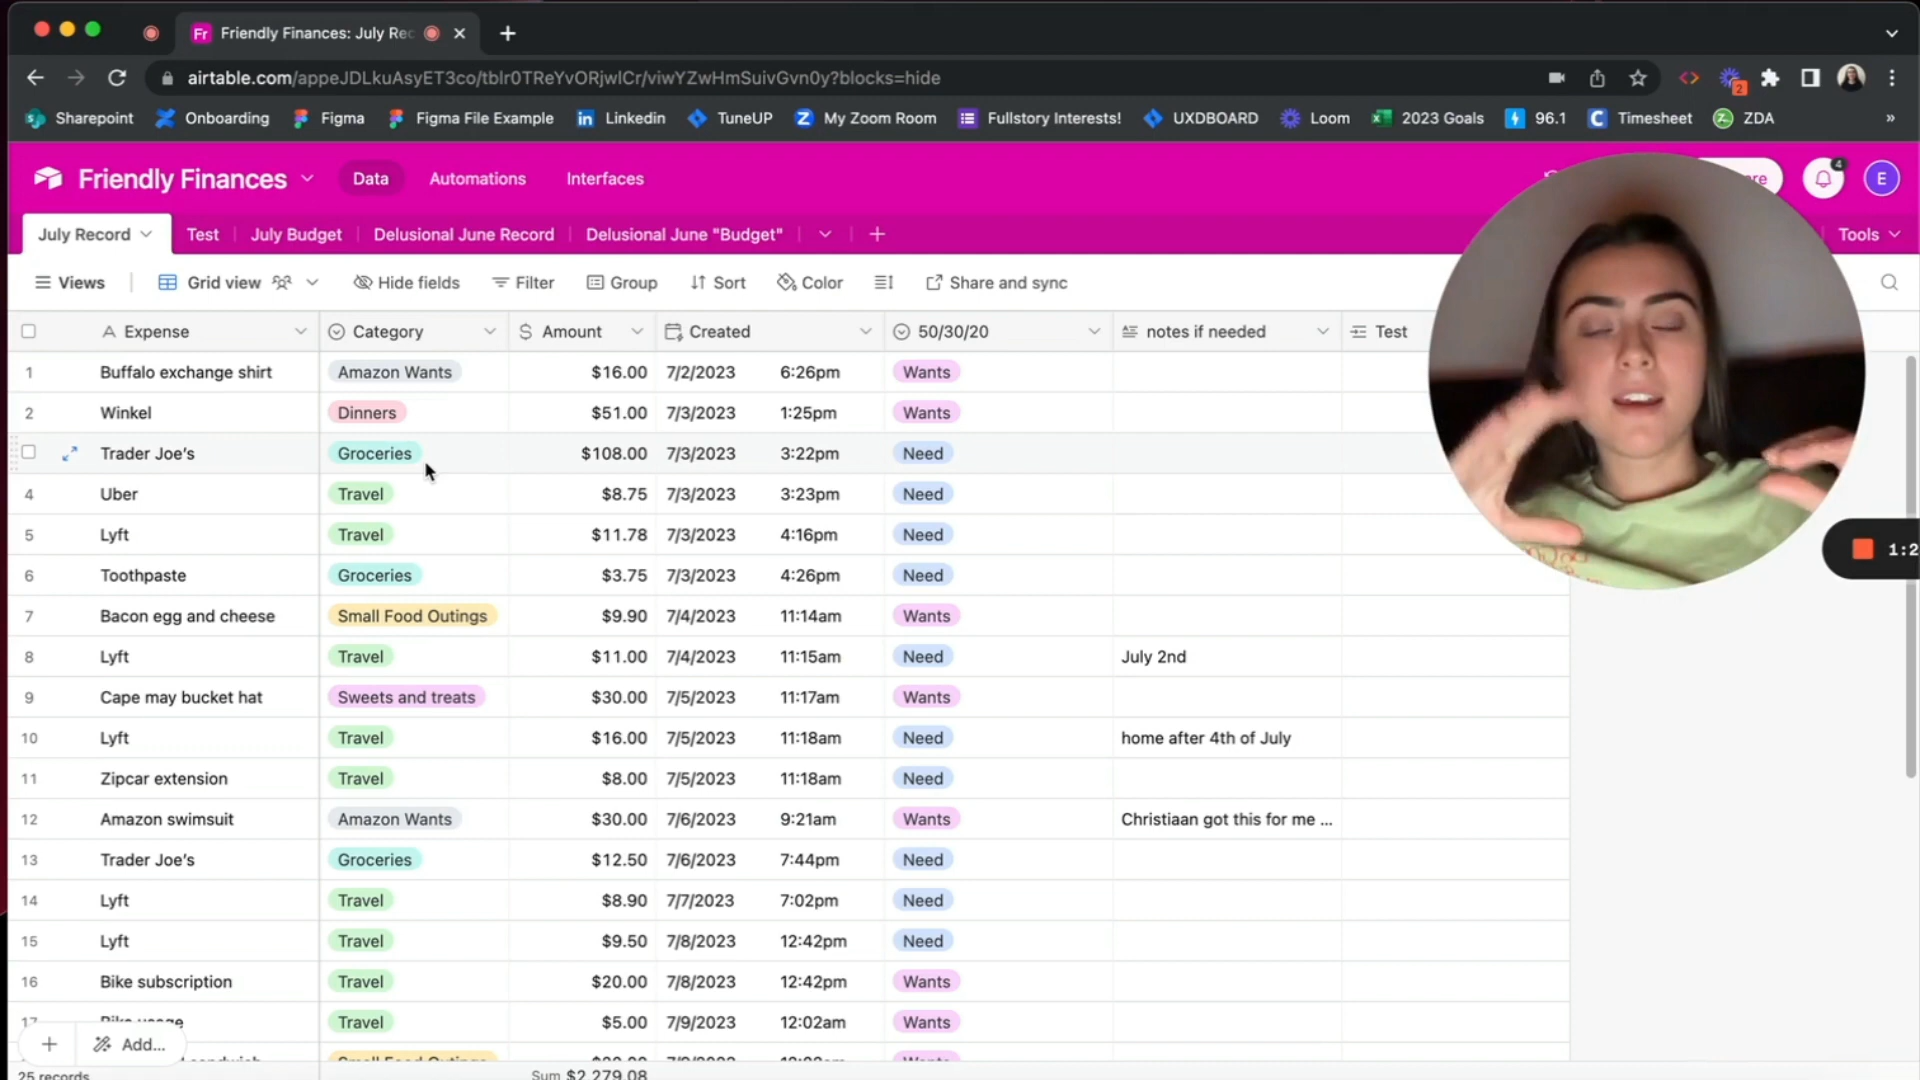 Fr Friendly Finances: July Rec
airtable.com/appeJDLkuAsyET3co/tblr0TReYvORjwlCr/viwYZwHmSuivGvn0y?blocks=hide
2
Sharepoint Onboarding Figma Figma File Example Linkedin TuneUP My Zoom Room Fullstory Interests! UXDBOARD Loom 2023 Goals 96.1 Timesheet ZDA »
Friendly Finances Data Automations Interfaces 4 E
July Record Test July Budget Delusional June Record Delusional June "Budget" Tools
Views Grid view Hide fields Filter Group Sort Color Share and sync
Expense Category Amount Created 50/30/20 notes if needed Test
1 Buffalo exchange shirt Amazon Wants $16.00 7/2/2023 6:26pm Wants
2 Winkel Dinners $51.00 7/3/2023 1:25pm Wants
Trader Joe's Groceries $108.00 7/3/2023 3:22pm Need
4 Uber Travel $8.75 7/3/2023 3:23pm Need
5 Lyft Travel $11.78 7/3/2023 4:16pm Need
1:2
6 Toothpaste Groceries $3.75 7/3/2023 4:26pm Need
7 Bacon egg and cheese Small Food Outings $9.90 7/4/2023 11:14am Wants
8 Lyft Travel $11.00 7/4/2023 11:15am Need July 2nd
9 Cape may bucket hat Sweets and treats $30.00 7/5/2023 11:17am Wants
10 Lyft Travel $16.00 7/5/2023 11:18am Need home after 4th of July
11 Zipcar extension Travel $8.00 7/5/2023 11:18am Need
12 Amazon swimsuit Amazon Wants $30.00 7/6/2023 9:21am Wants Christiaan got this for me ...
13 Trader Joe's Groceries $12.50 7/6/2023 7:44pm Need
14 Lyft Travel $8.90 7/7/2023 7:02pm Need
15 Lyft Travel $9.50 7/8/2023 12:42pm Need
16 Bike subscription Travel $20.00 7/8/2023 12:42pm Wants
17 Bike usage Travel $5.00 7/9/2023 12:02am Wants
Add...
Small Food Outings Wants
25 records Sum $2,279.08